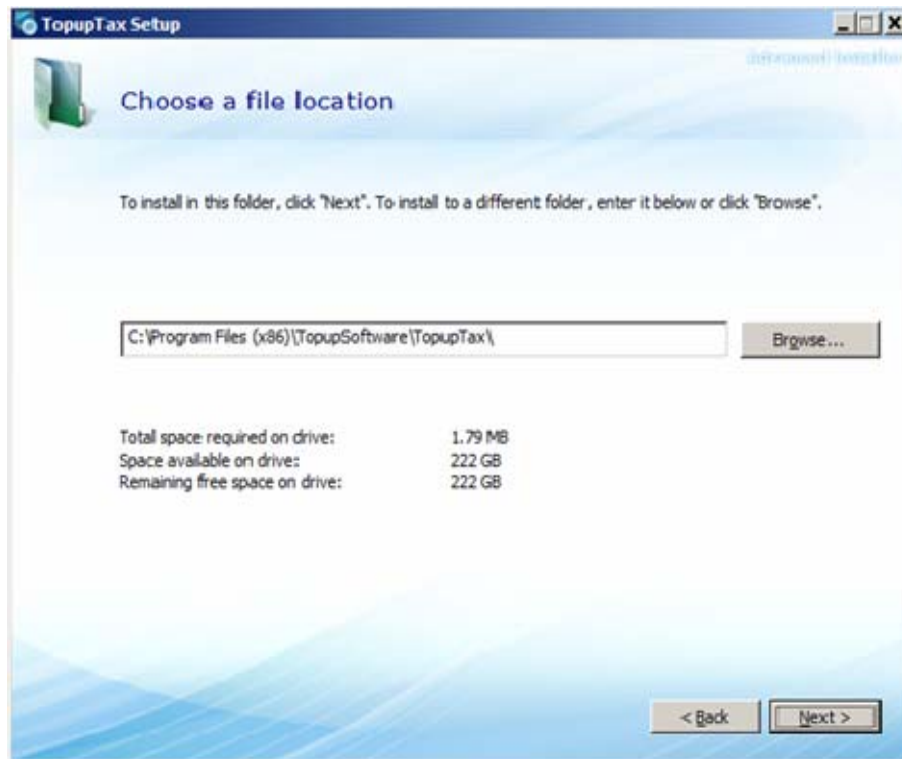 TopupTax Setup
Advanced Installer
Choose a file location
To install in this folder, click "Next". To install to a different folder, enter it below or click "Browse".
C:\Program Files (x86)\TopupSoftware\TopupTax\
Browse...
Total space required on drive: 1.79 MB
Space available on drive: 222 GB
Remaining free space on drive: 222 GB
< Back
Next >